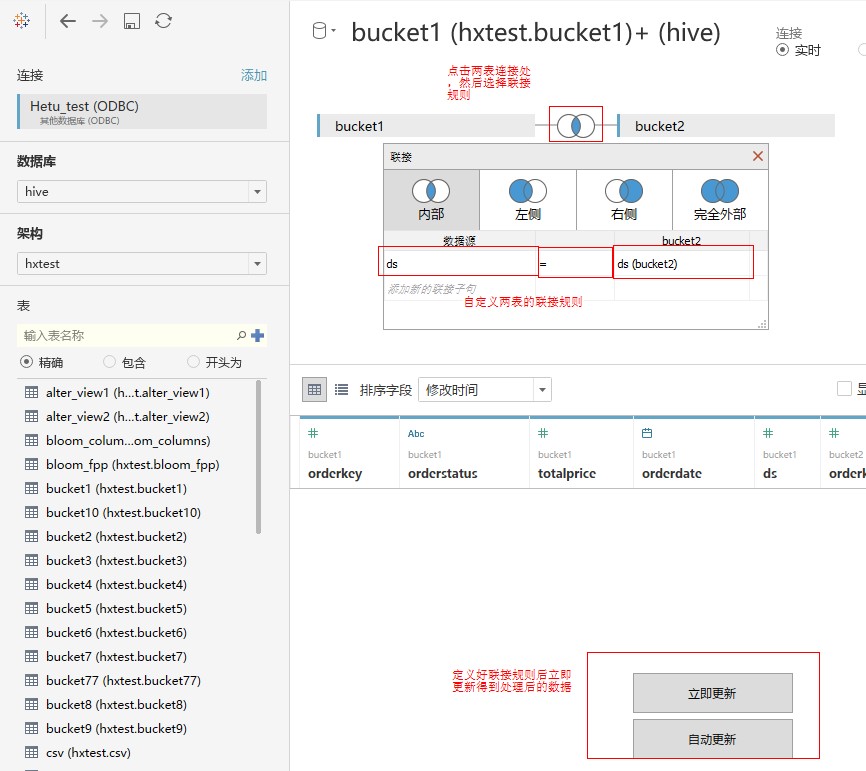 bucket1 (hxtest.bucket1)+ (hive)
连接
实时
连接
添加
Hetu_test (ODBC)
其他数据库 (ODBC)
数据库
hive
架构
hxtest
表
输入表名称
精确
包含
开头为
alter_view1 (h...t.alter_view1)
alter_view2 (h...t.alter_view2)
bloom_colum...om_columns)
bloom_fpp (hxtest.bloom_fpp)
bucket1 (hxtest.bucket1)
bucket10 (hxtest.bucket10)
bucket2 (hxtest.bucket2)
bucket3 (hxtest.bucket3)
bucket4 (hxtest.bucket4)
bucket5 (hxtest.bucket5)
bucket6 (hxtest.bucket6)
bucket7 (hxtest.bucket7)
bucket77 (hxtest.bucket77)
bucket8 (hxtest.bucket8)
bucket9 (hxtest.bucket9)
csv (hxtest.csv)
点击两表连接处
，然后选择联接
规则
bucket1
bucket2
联接
内部
左侧
右侧
完全外部
数据源
bucket2
ds
=
ds (bucket2)
添加新的联接子句
自定义两表的联接规则
排序字段
修改时间
显
Abc
bucket1
orderkey
bucket1
orderstatus
bucket1
totalprice
bucket1
orderdate
bucket1
ds
bucket2
orderk
定义好联接规则后立即
更新得到处理后的数据
立即更新
自动更新